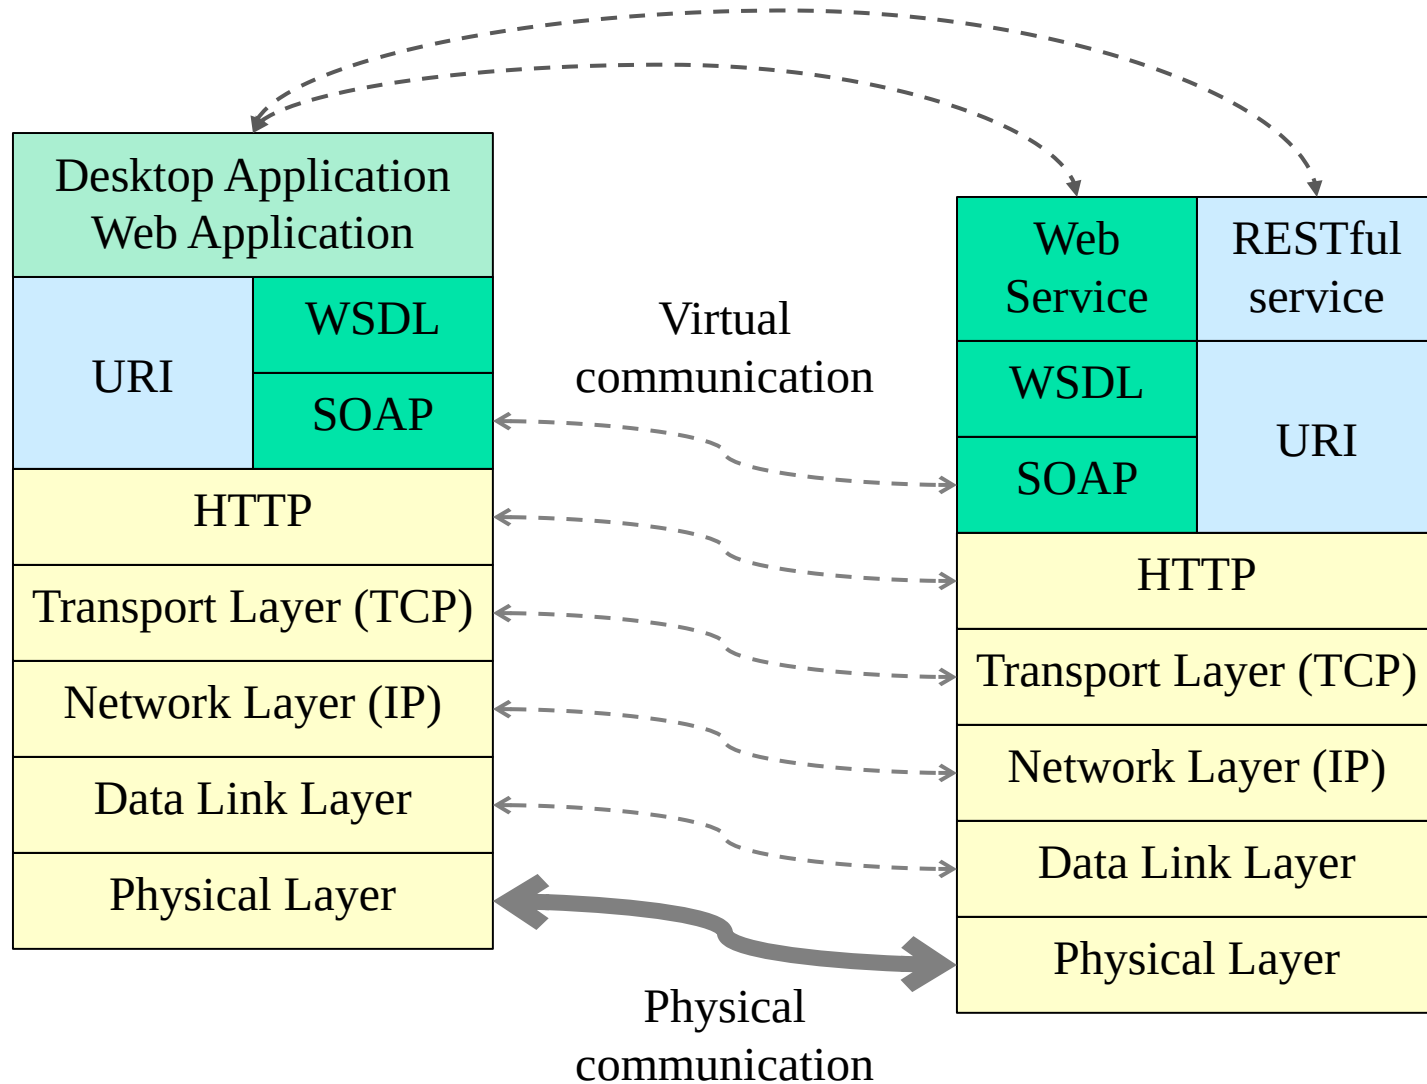 Desktop Application
Web Application
URI
WSDL
SOAP
HTTP
Transport Layer (TCP)
Network Layer (IP)
Data Link Layer
Physical Layer
Virtual
communication
Physical
communication
Web
Service
RESTful
service
WSDL
SOAP
URI
HTTP
Transport Layer (TCP)
Network Layer (IP)
Data Link Layer
Physical Layer